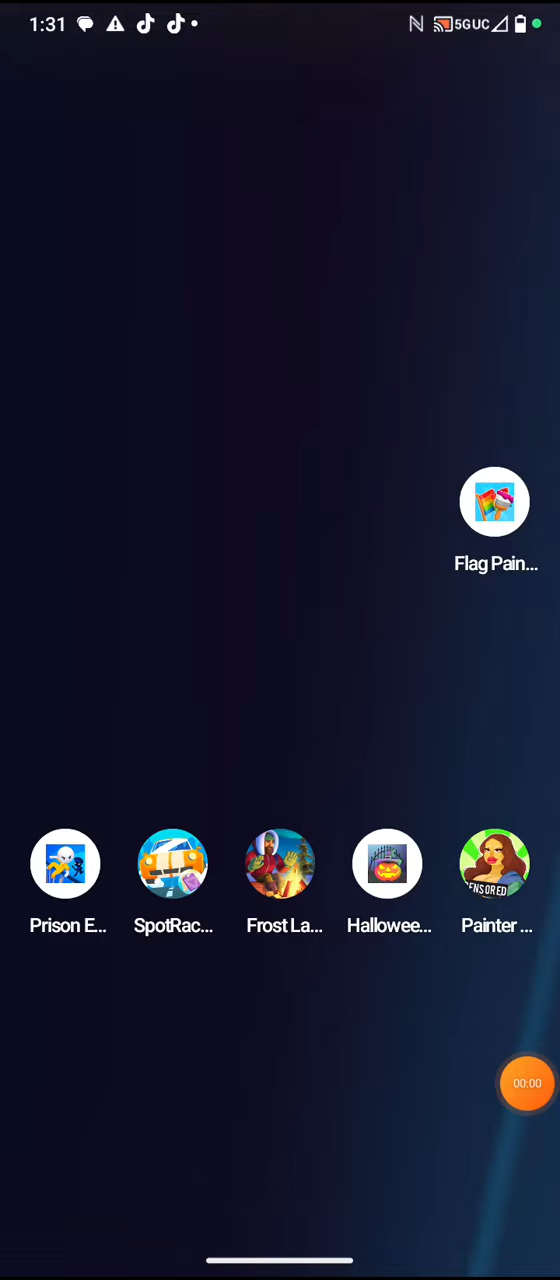 1:31 5GUC
Flag Pain...
Prison E... SpotRac... Frost La... Hallowee... Painter ...
ENSORED
00:00